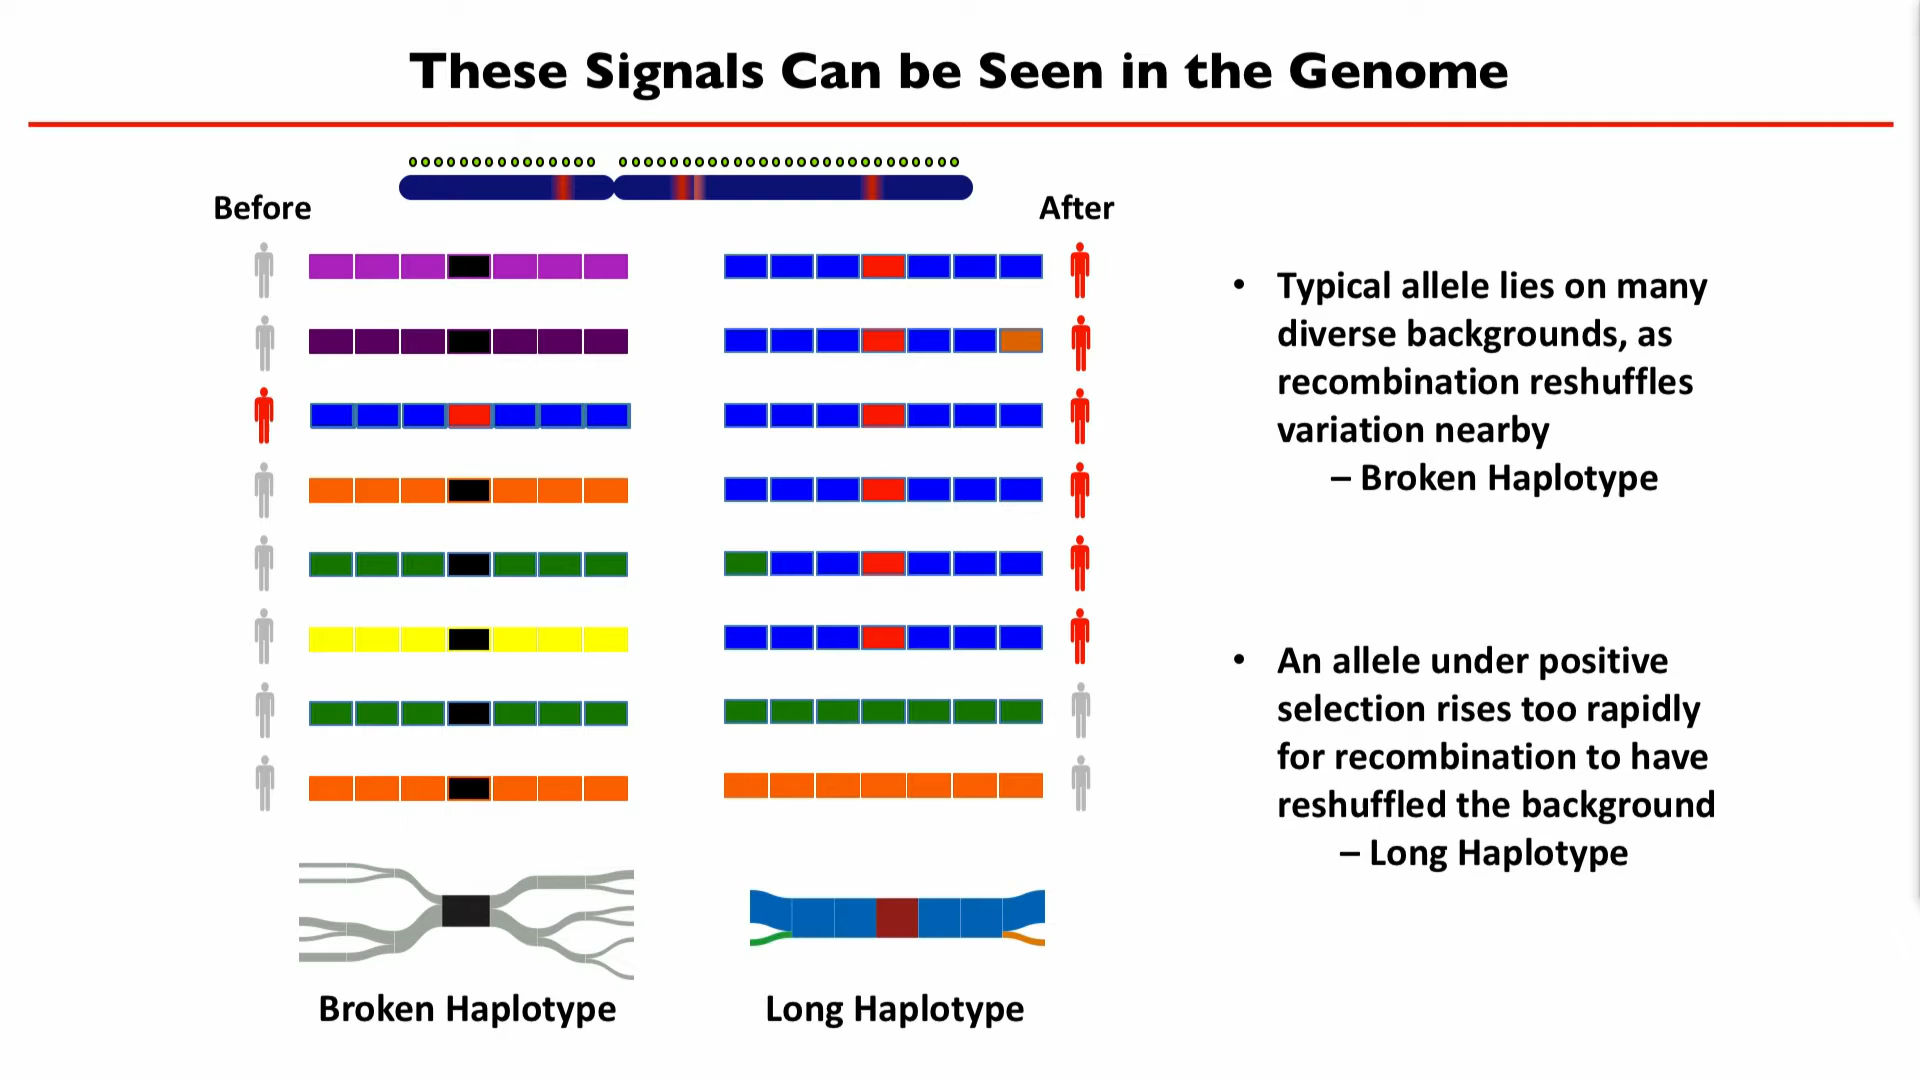 These Signals Can be Seen in the Genome
Before
After
• Typical allele lies on many
diverse backgrounds, as
recombination reshuffles
variation nearby
– Broken Haplotype
• An allele under positive
selection rises too rapidly
for recombination to have
reshuffled the background
– Long Haplotype
Broken Haplotype
Long Haplotype